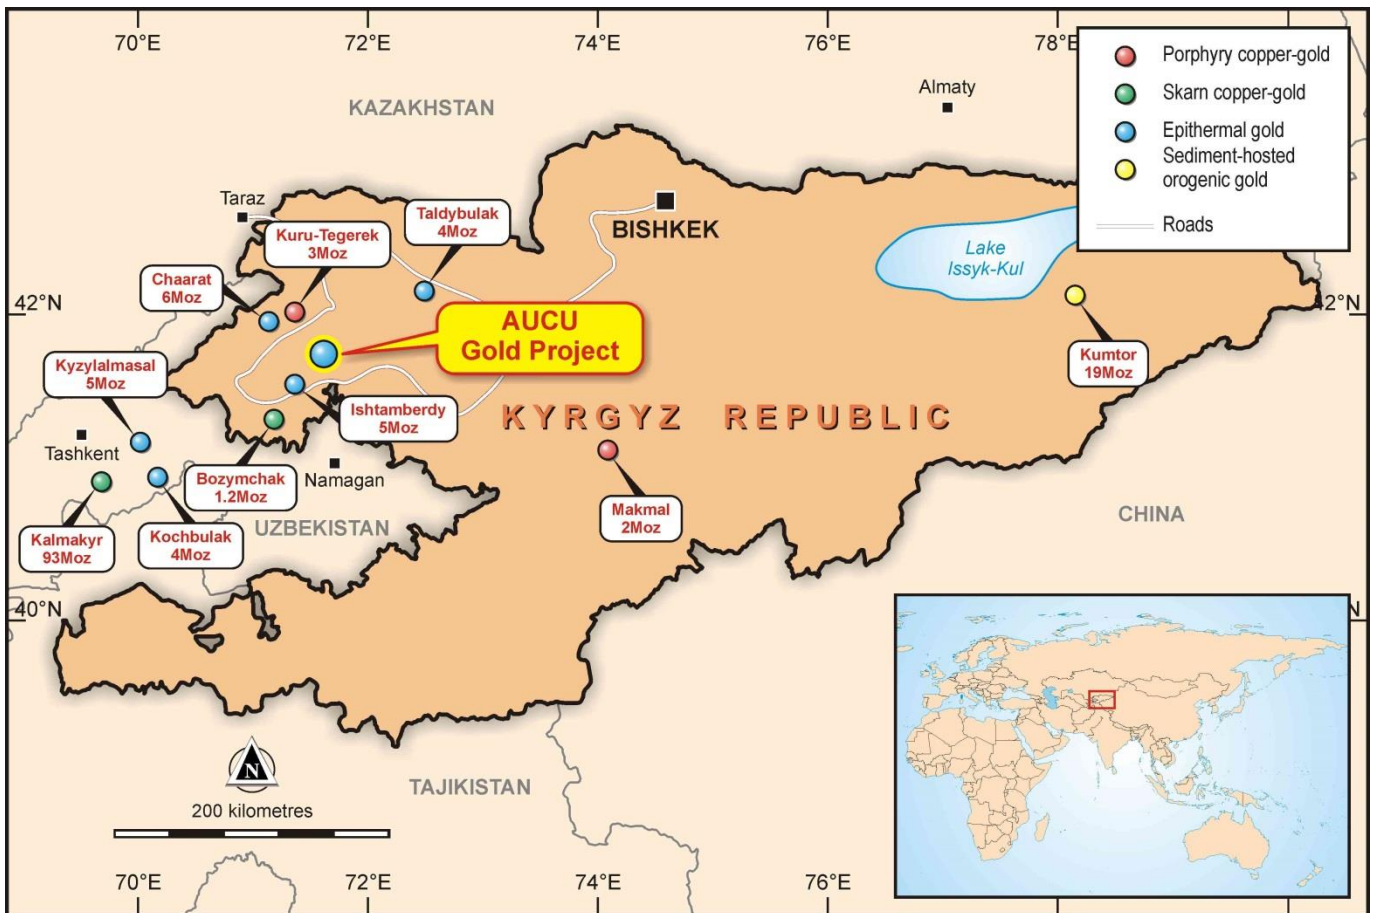 70°E
72°E
74°E
76°E
78°E
Porphyry copper-gold
Skarn copper-gold
Epithermal gold
Sediment-hosted
orogenic gold
Roads
Almaty
KAZAKHSTAN
Taraz
Taldybulak
4Moz
Kuru-Tegerek
3Moz
BISHKEK
Lake
Issyk-Kul
Chaarat
6Moz
42°N
42°N
AUCU
Gold Project
Kumtor
19Moz
Kyzylalmasal
5Moz
Ishtamberdy
5Moz
KYRGYZ REPUBLIC
Tashkent
Bozymchak
1.2Moz
Namagan
Makmal
2Moz
CHINA
UZBEKISTAN
Kalmakyr
93Moz
Kochbulak
4Moz
40°N
N
TAJIKISTAN
N
200 kilometres
70°E
72°E
74°E
76°E